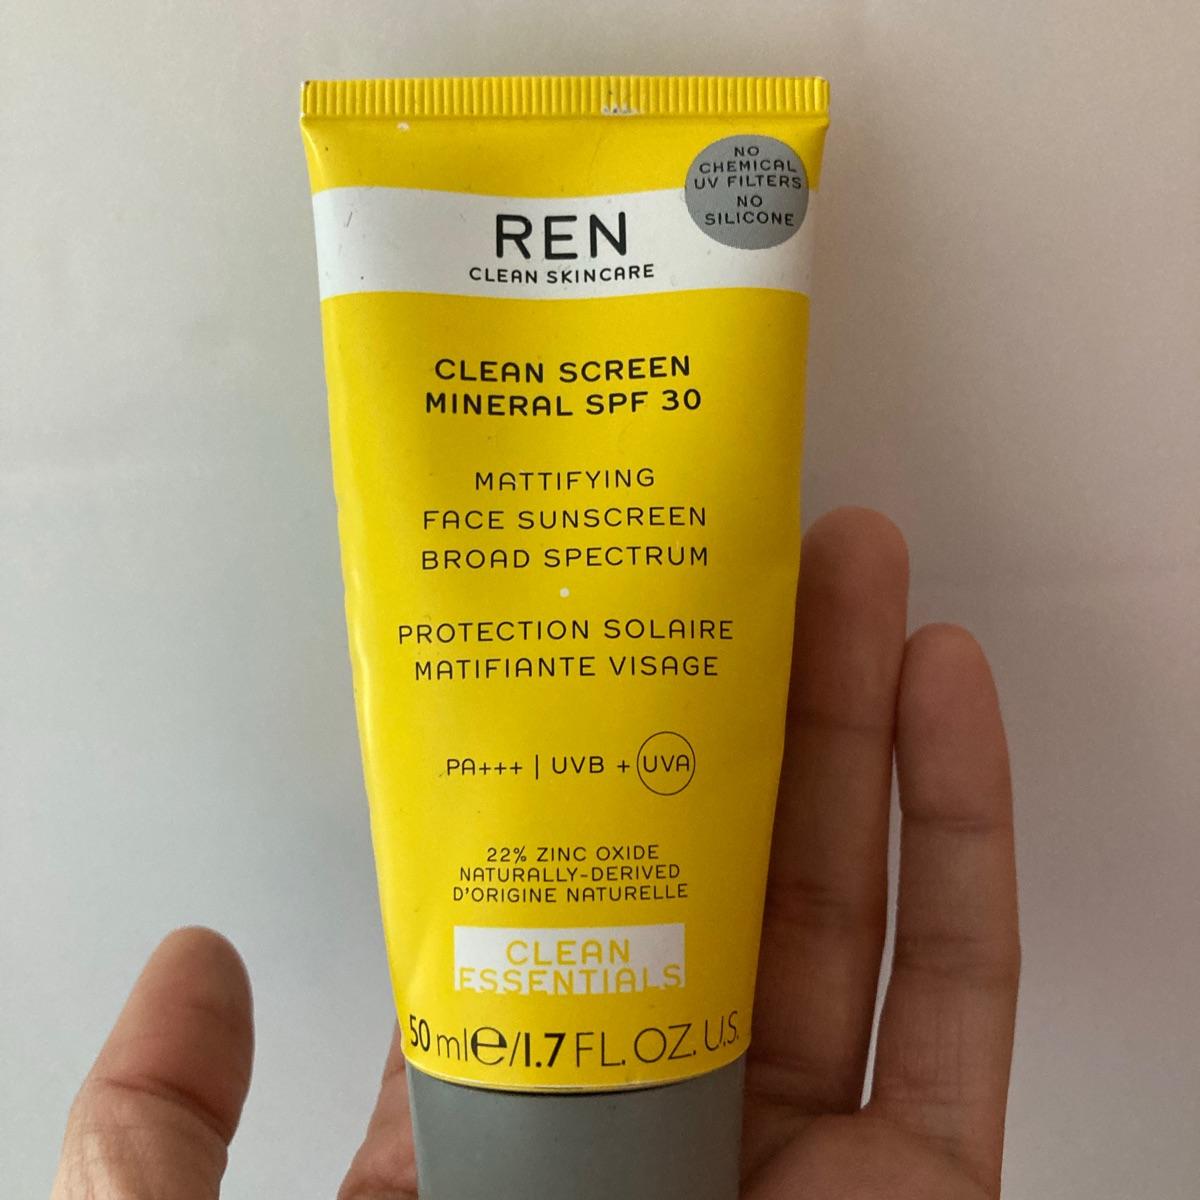 NO
CHEMICAL
UV FILTERS
NO
SILICONE
REN
CLEAN SKINCARE
CLEAN SCREEN
MINERAL SPF 30
MATTIFYING
FACE SUNSCREEN
BROAD SPECTRUM
PROTECTION SOLAIRE
MATIFIANTE VISAGE
PA+++ | UVB + UVA
22% ZINC OXIDE
NATURALLY-DERIVED
D'ORIGINE NATURELLE
CLEAN
ESSENTIALS
50 ml℮/1.7 FL. OZ. U.S.